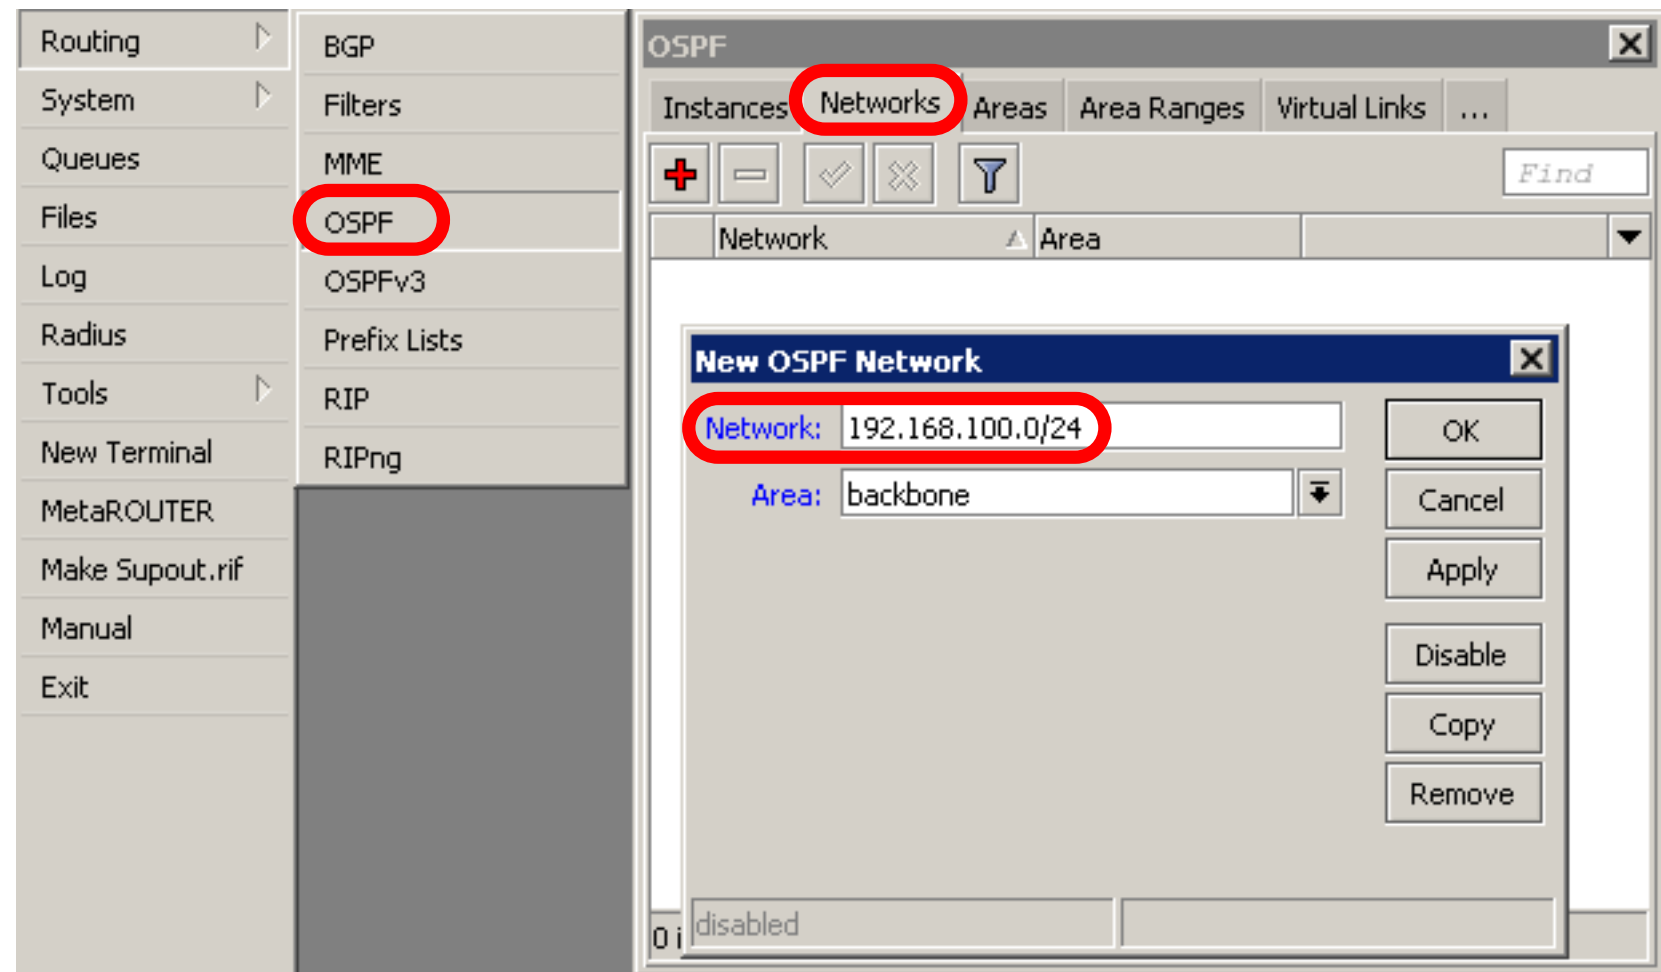 Routing
System
Queues
Files
Log
Radius
Tools
New Terminal
MetaROUTER
Make Supout.rif
Manual
Exit
BGP
Filters
MME
OSPF
OSPFv3
Prefix Lists
RIP
RIPng
OSPF
Instances Networks Areas Area Ranges Virtual Links ...
Find
Network Area
New OSPF Network
Network: 192.168.100.0/24
Area: backbone
OK
Cancel
Apply
Disable
Copy
Remove
disabled
0 i